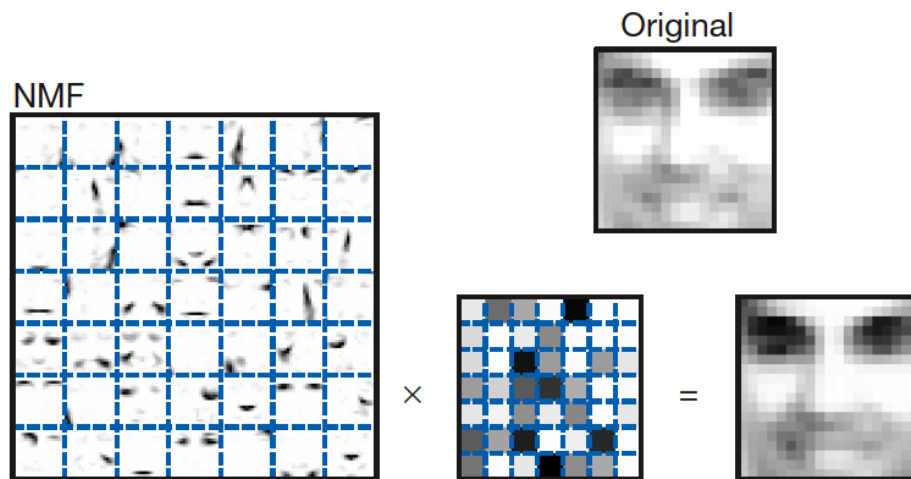 Original
NMF
×
=